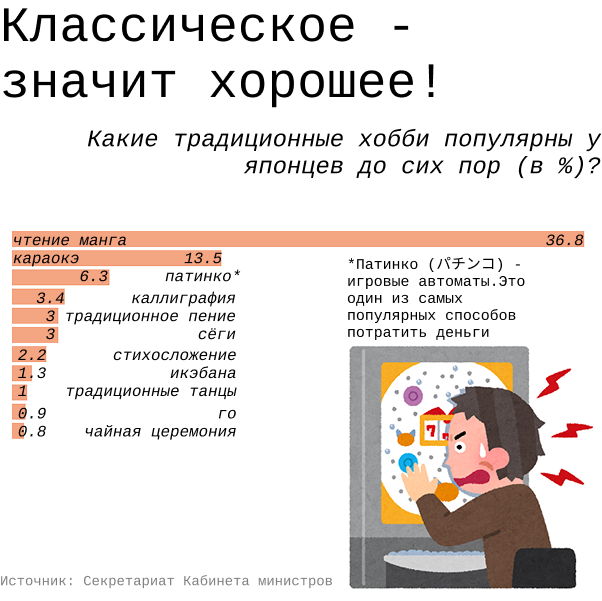 Классическое -
значит хорошее!
Какие традиционные хобби популярны у
японцев до сих пор (в %)?
чтение манга 36.8
караокэ 13.5
6.3 патинко*
3.4 каллиграфия
3 традиционное пение
3 сёги
2.2 стихосложение
1.3 икэбана
1 традиционные танцы
0.9 го
0.8 чайная церемония
*Патинко (パチンコ) -
игровые автоматы.Это
один из самых
популярных способов
потратить деньги
7
Источник: Секретариат Кабинета министров